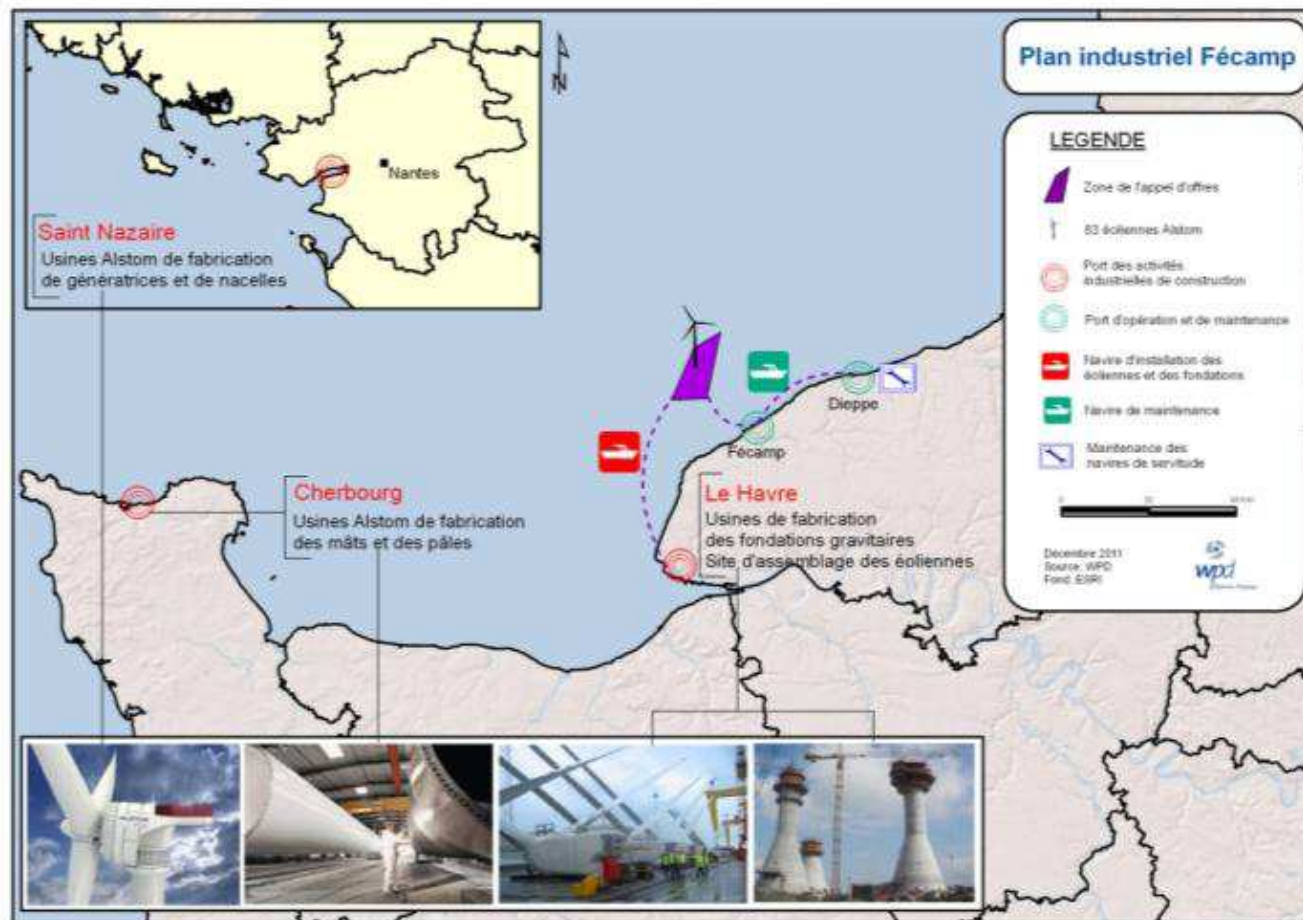 Plan industriel Fécamp
N
Nantes
Saint Nazaire
Usines Alstom de fabrication
de génératrices et de nacelles
LEGENDE
Zone de l'appel d'offres
83 éoliennes Alstom
Port des activités
industrielles de construction
Port d'opération et de maintenance
Navire d'installation des
éoliennes et des fondations
Navire de maintenance
Maintenance des
navires de servitude
0
Décembre 2011
Source: WPD
Fond: ESRI
wpd
Dieppe
Fécamp
Cherbourg
Usines Alstom de fabrication
des mâts et des pâles
Le Havre
Usines de fabrication
des fondations gravitaires
Site d'assemblage des éoliennes